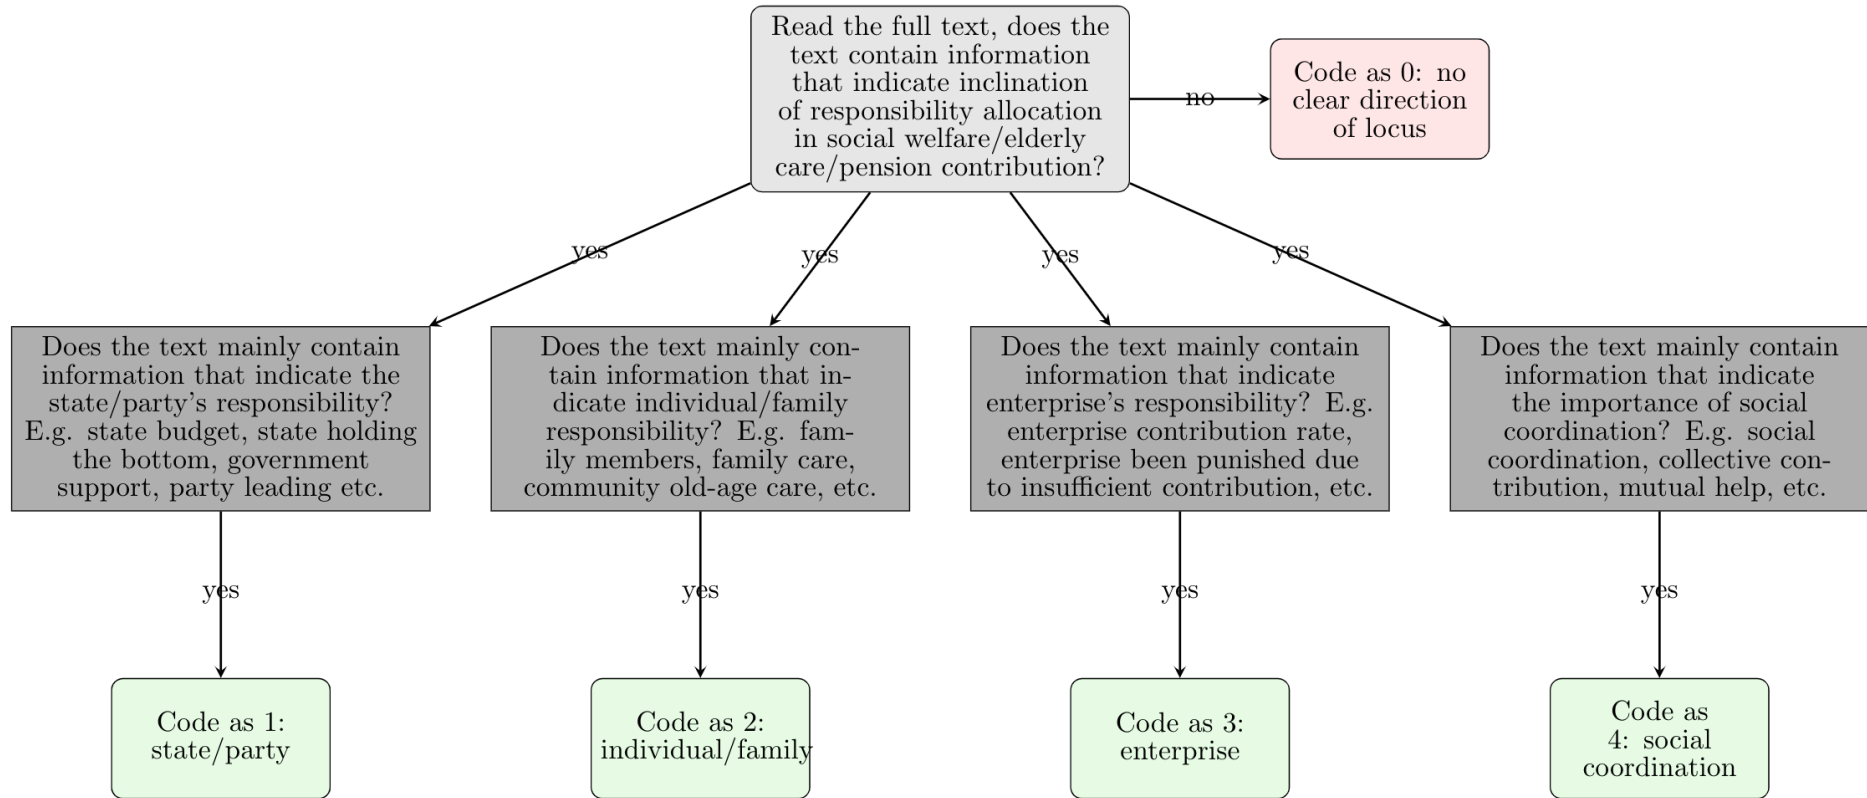 Read the full text, does the
text contain information
that indicate inclination
of responsibility allocation
in social welfare/elderly
care/pension contribution?
no
Code as 0: no
clear direction
of locus
yes
yes
yes
yes
Does the text mainly contain
information that indicate the
state/party's responsibility?
E.g. state budget, state holding
the bottom, government
support, party leading etc.
Does the text mainly con-
tain information that in-
dicate individual/family
responsibility? E.g. fam-
ily members, family care,
community old-age care, etc.
Does the text mainly contain
information that indicate
enterprise's responsibility? E.g.
enterprise contribution rate,
enterprise been punished due
to insufficient contribution, etc.
Does the text mainly contain
information that indicate
the importance of social
coordination? E.g. social
coordination, collective con-
tribution, mutual help, etc.
yes
yes
yes
yes
Code as 1:
state/party
Code as 2:
individual/family
Code as 3:
enterprise
Code as
4: social
coordination